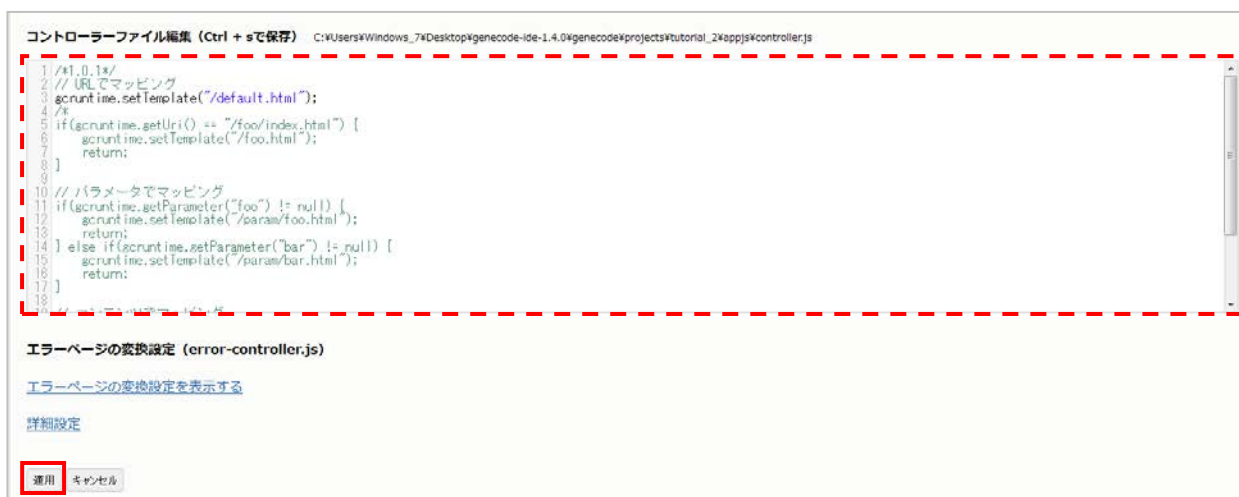 コントローラーファイル編集（Ctrl + sで保存） C:¥Users¥Windows_7¥Desktop¥genecode-ide-1.4.0¥genecode¥projects¥tutorial_2¥appjs¥controller.js
1 /*1.0.1*/
2 // URLでマッピング
3 gcruntime.setTemplate("/default.html");
4 /*
5 if(gcruntime.getUri() == "/foo/index.html") {
6 gcruntime.setTemplate("/foo.html");
7 return;
8 }
9
10 // パラメータでマッピング
11 if(gcruntime.getParameter("foo") != null) {
12 gcruntime.setTemplate("/param/foo.html");
13 return;
14 } else if(gcruntime.getParameter("bar") != null) {
15 gcruntime.setTemplate("/param/bar.html");
16 return;
17 }
18
エラーページの変換設定（error-controller.js）
エラーページの変換設定を表示する
詳細設定
適用 キャンセル